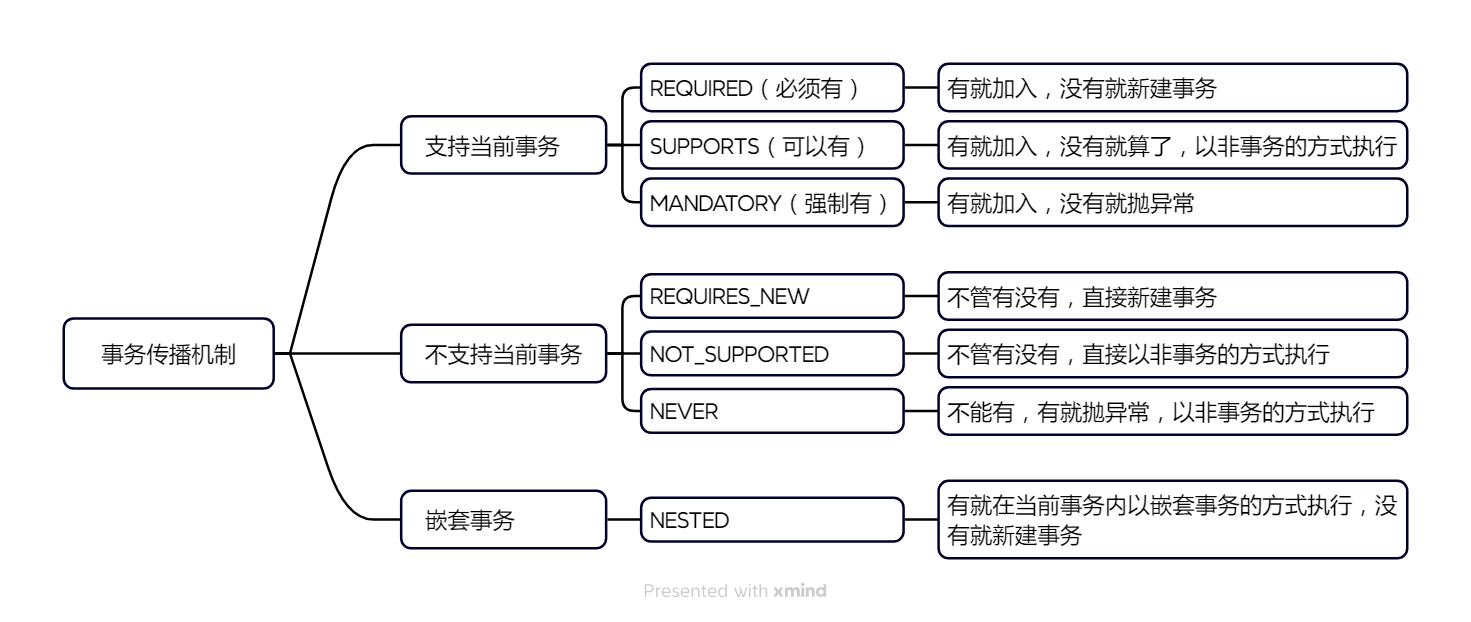 事务传播机制
支持当前事务
REQUIRED（必须有）
有就加入，没有就新建事务
SUPPORTS（可以有）
有就加入，没有就算了，以非事务的方式执行
MANDATORY（强制有）
有就加入，没有就抛异常
不支持当前事务
REQUIRES_NEW
不管有没有，直接新建事务
NOT_SUPPORTED
不管有没有，直接以非事务的方式执行
NEVER
不能有，有就抛异常，以非事务的方式执行
嵌套事务
NESTED
有就在当前事务内以嵌套事务的方式执行，没
有就新建事务
Presented with xmind